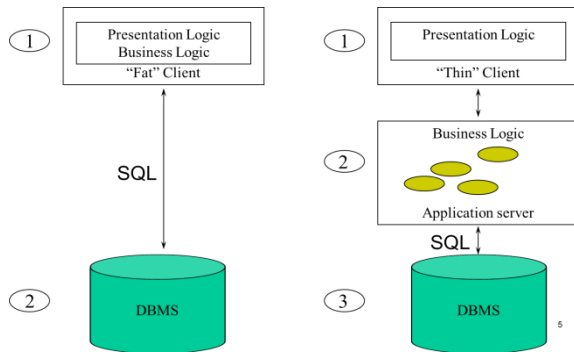 1
Presentation Logic
Business Logic
“Fat” Client
SQL
2
DBMS
1
Presentation Logic
“Thin” Client
2
Business Logic
Application server
SQL
3
DBMS
5